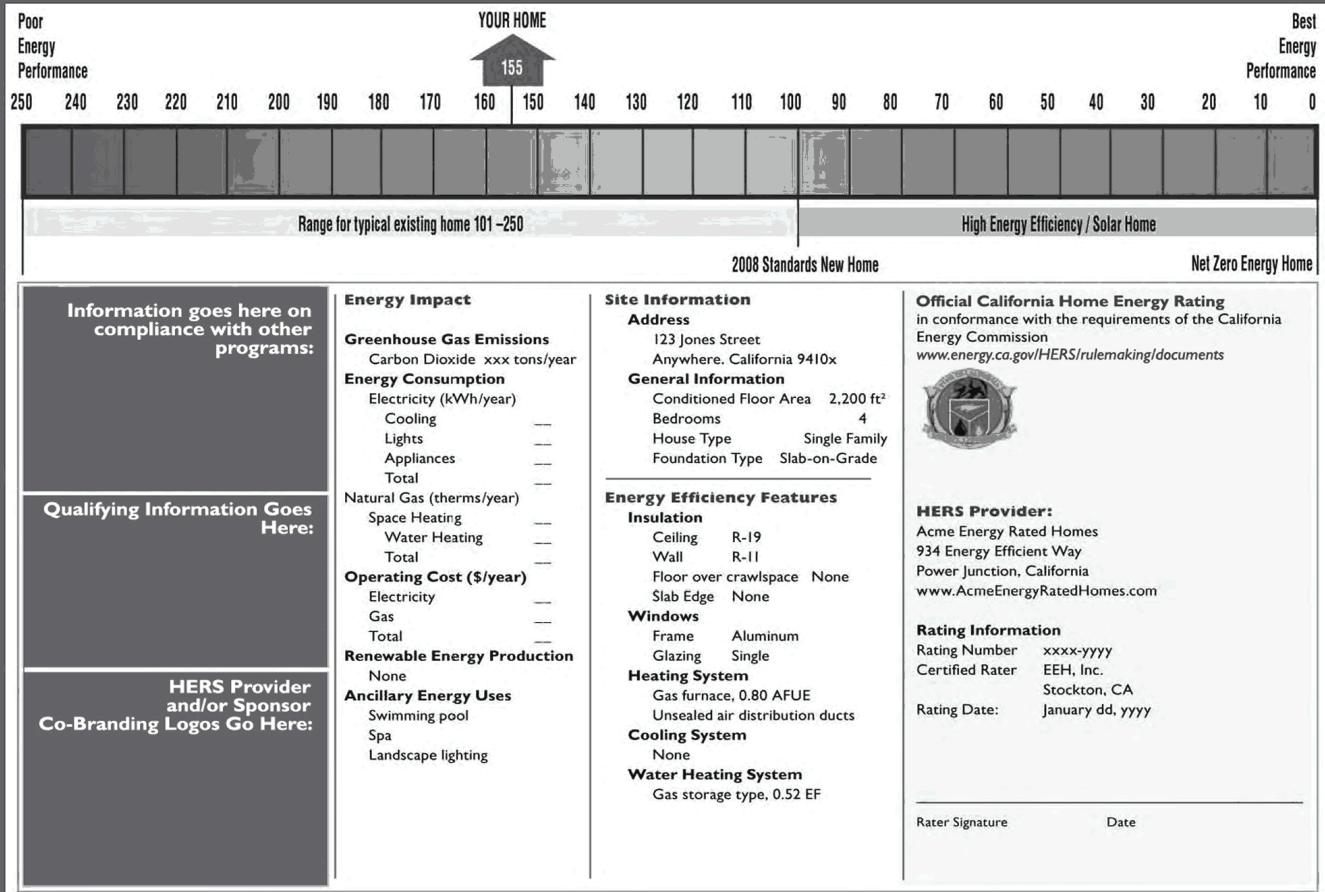 Poor
Energy
Performance
YOUR HOME
155
Best
Energy
Performance
250 240 230 220 210 200 190 180 170 160 150 140 130 120 110 100 90 80 70 60 50 40 30 20 10 0
Range for typical existing home 101 –250
High Energy Efficiency / Solar Home
2008 Standards New Home
Net Zero Energy Home
Information goes here on
compliance with other
programs:
Qualifying Information Goes
Here:
HERS Provider
and/or Sponsor
Co-Branding Logos Go Here:
Energy Impact
Greenhouse Gas Emissions
Carbon Dioxide xxx tons/year
Energy Consumption
Electricity (kWh/year)
Cooling __
Lights __
Appliances __
Total __
Natural Gas (therms/year)
Space Heating __
Water Heating __
Total __
Operating Cost ($/year)
Electricity __
Gas __
Total __
Renewable Energy Production
None
Ancillary Energy Uses
Swimming pool
Spa
Landscape lighting
Site Information
Address
123 Jones Street
Anywhere. California 9410x
General Information
Conditioned Floor Area 2,200 ft²
Bedrooms 4
House Type Single Family
Foundation Type Slab-on-Grade
Energy Efficiency Features
Insulation
Ceiling R-19
Wall R-11
Floor over crawlspace None
Slab Edge None
Windows
Frame Aluminum
Glazing Single
Heating System
Gas furnace, 0.80 AFUE
Unsealed air distribution ducts
Cooling System
None
Water Heating System
Gas storage type, 0.52 EF
Official California Home Energy Rating
in conformance with the requirements of the California
Energy Commission
www.energy.ca.gov/HERS/rulemaking/documents
HERS Provider:
Acme Energy Rated Homes
934 Energy Efficient Way
Power Junction, California
www.AcmeEnergyRatedHomes.com
Rating Information
Rating Number xxxx-yyyy
Certified Rater EEH, Inc.
Stockton, CA
Rating Date: January dd, yyyy
Rater Signature Date